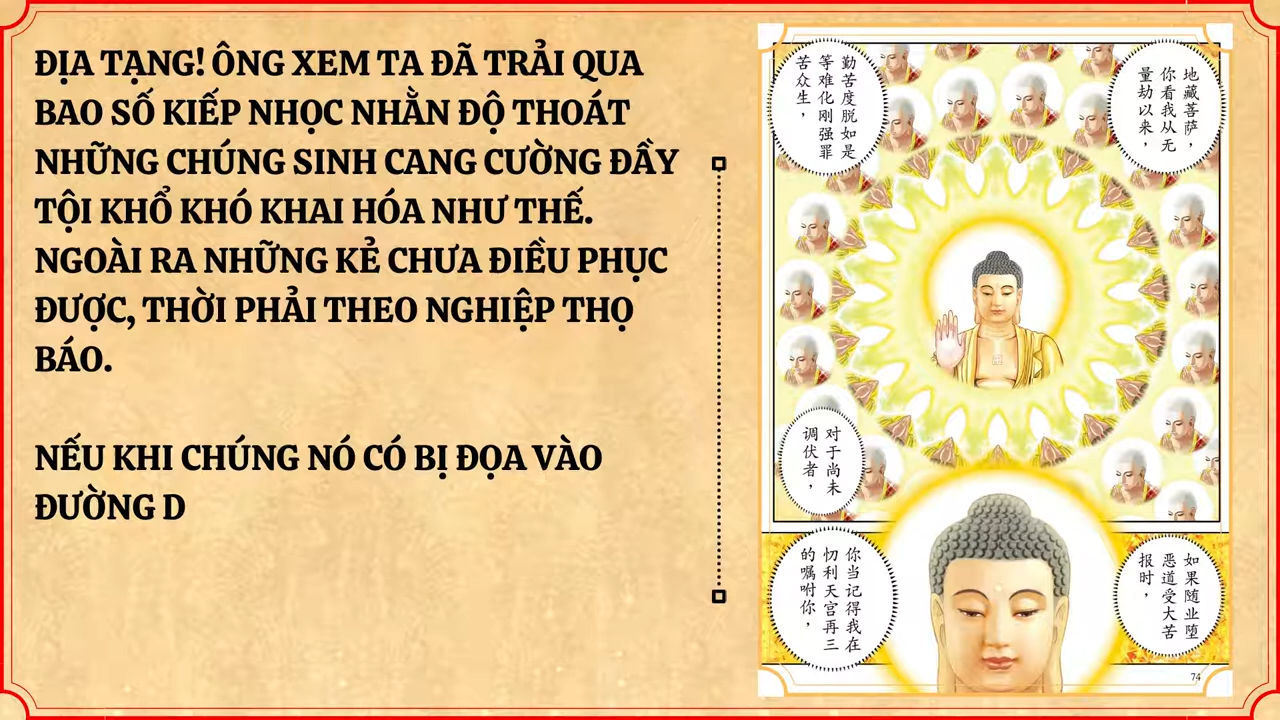 ĐỊA TẠNG! ÔNG XEM TA ĐÃ TRẢI QUA
BAO SỐ KIẾP NHỌC NHẰN ĐỘ THOÁT
NHỮNG CHÚNG SINH CANG CƯỜNG ĐẦY
TỘI KHỔ KHÓ KHAI HÓA NHƯ THẾ.
NGOÀI RA NHỮNG KẺ CHƯA ĐIỀU PHỤC
ĐƯỢC, THỜI PHẢI THEO NGHIỆP THỌ
BÁO.
NẾU KHI CHÚNG NÓ CÓ BỊ ĐỌA VÀO
ĐƯỜNG D
地藏菩萨，
你看我从无
量劫以来，
勤苦度脱如是
等难化刚强罪
苦众生，
对于尚未
调伏者，
如果随业堕
恶道受大苦
报时，
你当记得我在
忉利天宫再三
的嘱咐你，
74